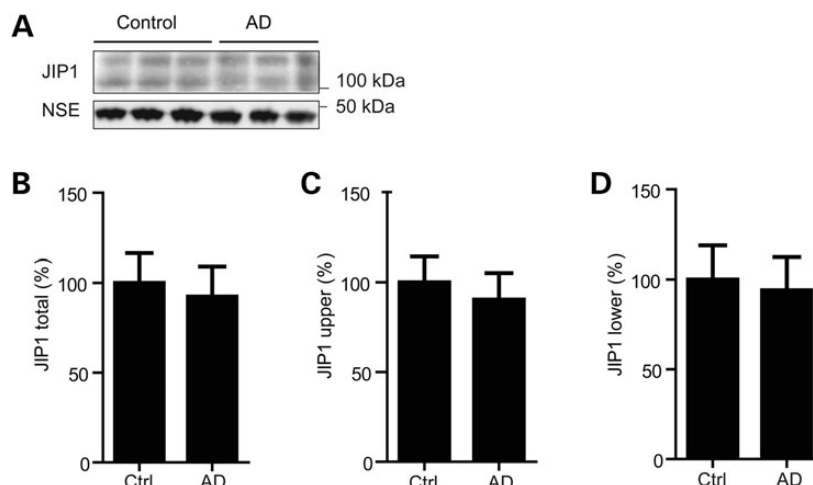 A
Control AD
JIP1
100 kDa
NSE
50 kDa
B
150
100
50
0
JIP1 total (%)
Ctrl AD
C
150
100
50
0
JIP1 upper (%)
Ctrl AD
D
150
100
50
0
JIP1 lower (%)
Ctrl AD